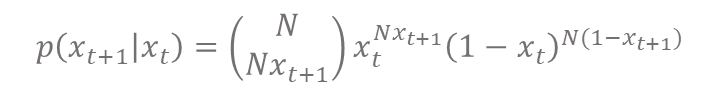 p(x_{t+1}|x_t) = \binom{N}{Nx_{t+1}} x_t^{Nx_{t+1}} (1 - x_t)^{N(1-x_{t+1})}